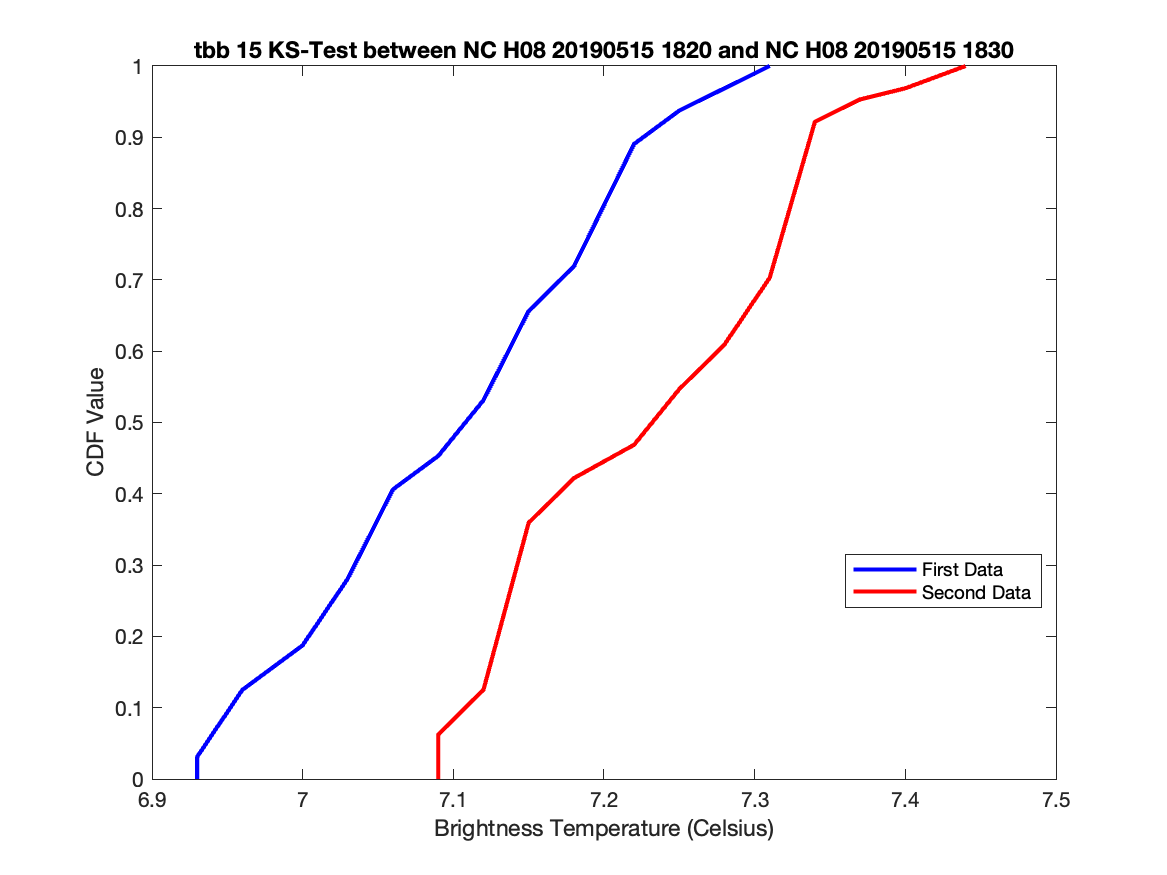 tbb 15 KS-Test between NC H08 20190515 1820 and NC H08 20190515 1830
1
0.9
0.8
0.7
0.6
0.5
0.4
0.3
0.2
0.1
0
CDF Value
First Data
Second Data
6.9 7 7.1 7.2 7.3 7.4 7.5
Brightness Temperature (Celsius)